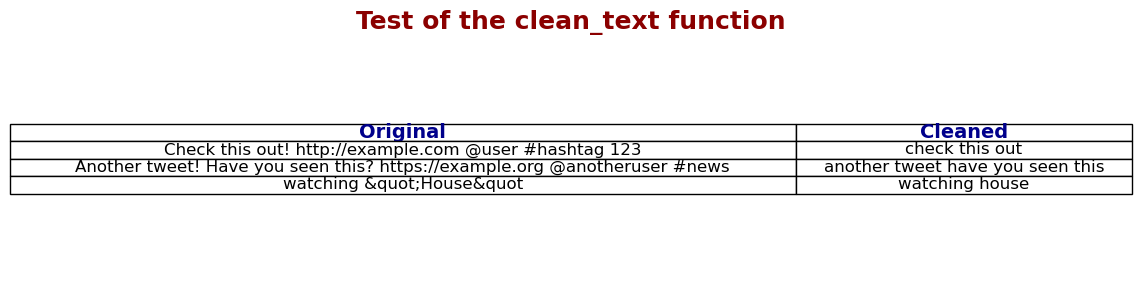 Test of the clean_text function
Original Cleaned
Check this out! http://example.com @user #hashtag 123 check this out
Another tweet! Have you seen this? https://example.org @anotheruser #news another tweet have you seen this
watching &quot;House&quot watching house